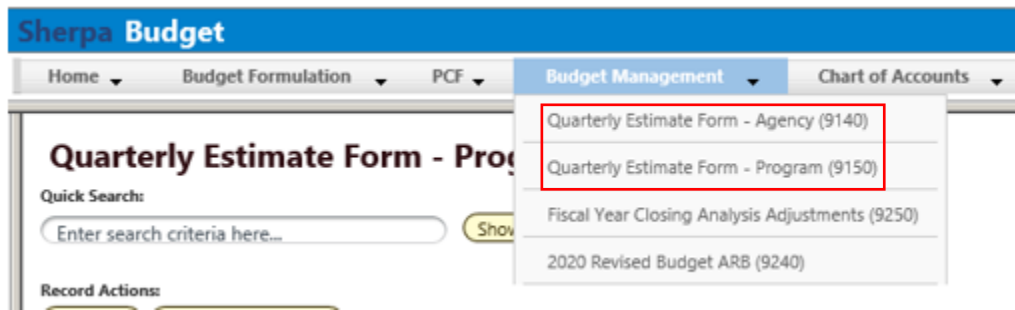 Sherpa Budget
Home Budget Formulation PCF Budget Management Chart of Accounts
Quarterly Estimate Form - Agency (9140)
Quarterly Estimate Form - Program (9150)
Fiscal Year Closing Analysis Adjustments (9250)
2020 Revised Budget ARB (9240)
Quarterly Estimate Form - Prog
Quick Search:
Enter search criteria here...
Show
Record Actions: